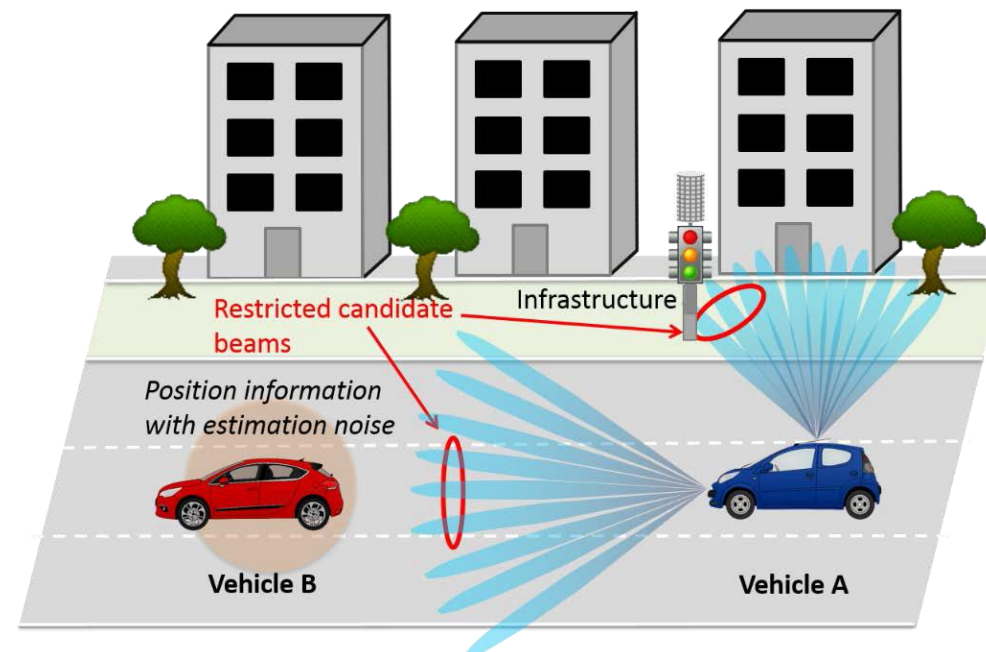 Infrastructure
Restricted candidate
beams
Position information
with estimation noise
Vehicle B
Vehicle A